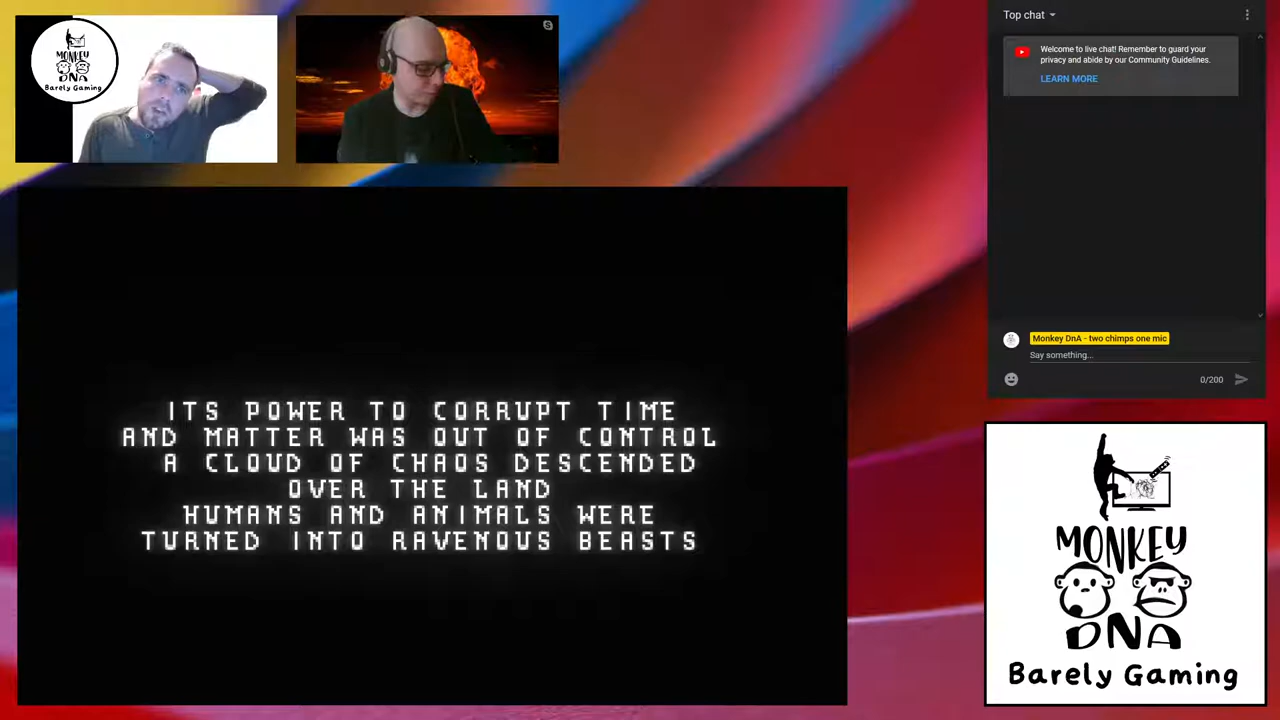 MONKEY
DNA
Barely Gaming
ITS POWER TO CORRUPT TIME
AND MATTER WAS OUT OF CONTROL
A CLOUD OF CHAOS DESCENDED
OVER THE LAND
HUMANS AND ANIMALS WERE
TURNED INTO RAVENOUS BEASTS
Top chat
Welcome to live chat! Remember to guard your
privacy and abide by our Community Guidelines.
LEARN MORE
Monkey DnA - two chimps one mic
Say something...
0/200
MONKEY
DNA
Barely Gaming